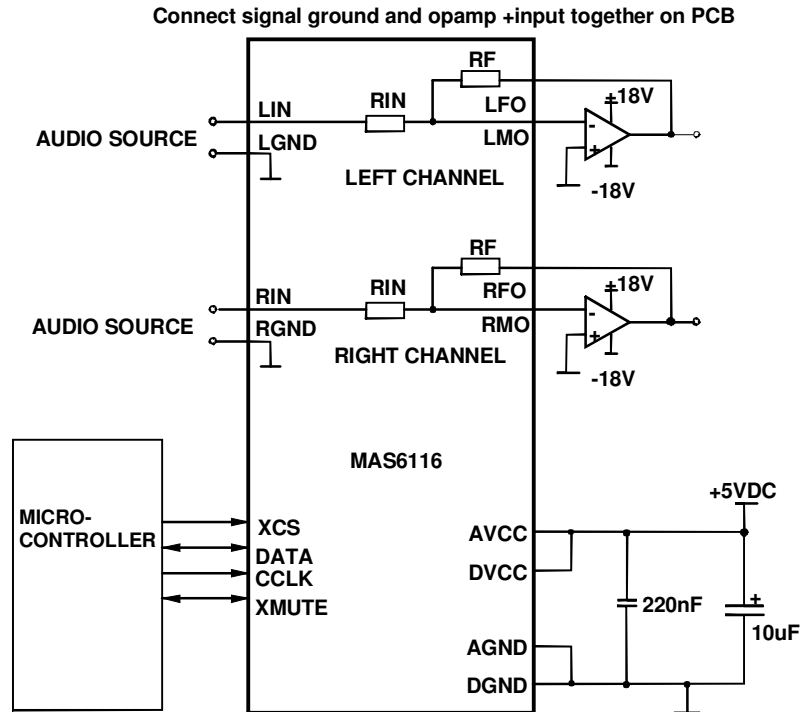 Connect signal ground and opamp +input together on PCB
RF
+18V
LIN
RIN
LFO
-
AUDIO SOURCE
LGND
LMO
+
LEFT CHANNEL
-18V
RF
+18V
RIN
RIN
RFO
-
AUDIO SOURCE
RGND
RMO
+
RIGHT CHANNEL
-18V
MAS6116
+5VDC
MICRO-
CONTROLLER
XCS
DATA
CCLK
XMUTE
AVCC
DVCC
220nF
+
10uF
AGND
DGND